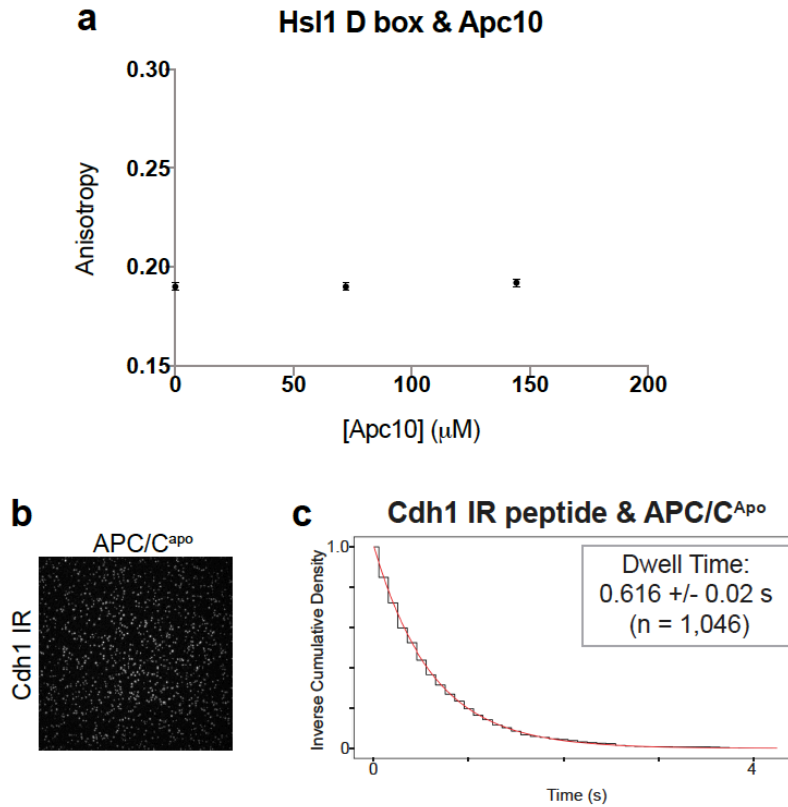 a
Hsl1 D box & Apc10
Anisotropy
0.30
0.25
0.20
0.15
0 50 100 150 200
[Apc10] (μM)
b
APC/Cᵃᵖᵒ
Cdh1 IR
c
Cdh1 IR peptide & APC/Cᴬᵖᵒ
Inverse Cumulative Density
1.0
0
Dwell Time:
0.616 +/- 0.02 s
(n = 1,046)
0 4
Time (s)